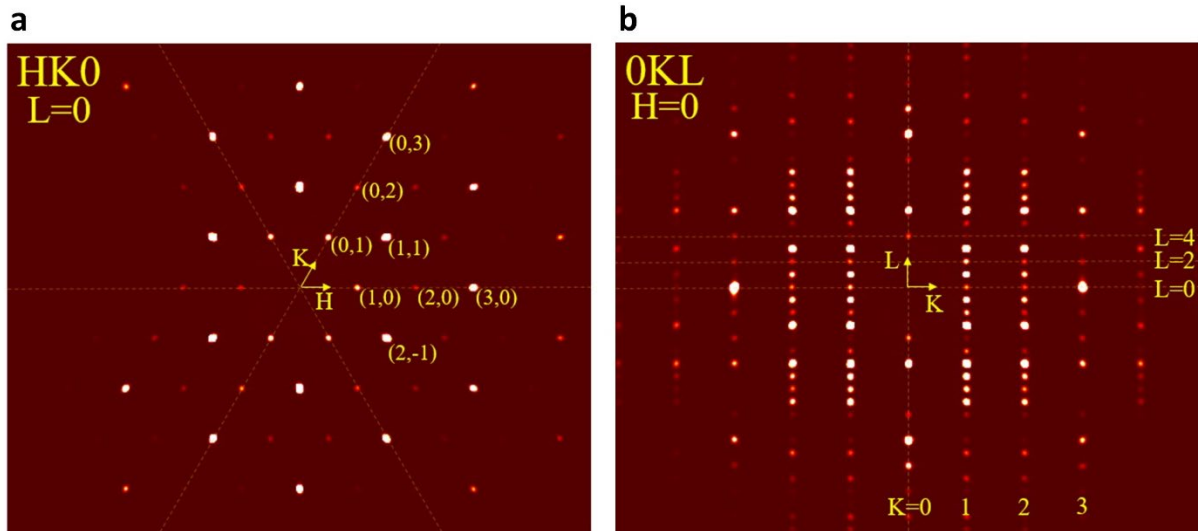 a
HK0
L=0
(0,3)
(0,2)
(0,1)
(1,1)
K
H
(1,0)
(2,0)
(3,0)
(2,-1)
b
0KL
H=0
L=4
L=2
L
L=0
K
K=0
1
2
3